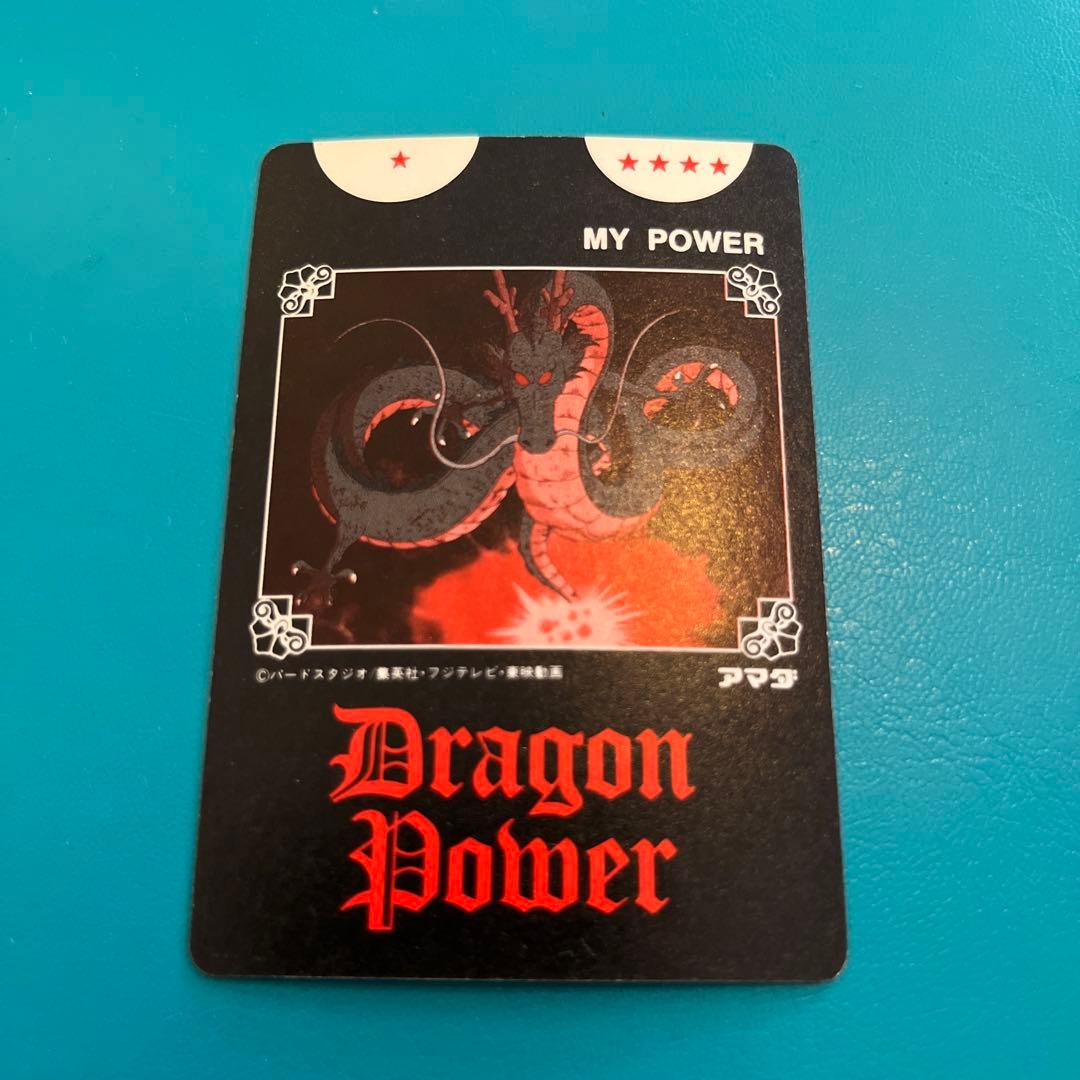 ★ ★★★★
MY POWER
©バードスタジオ/集英社・フジテレビ・東映動画
アマダ
Dragon
Power